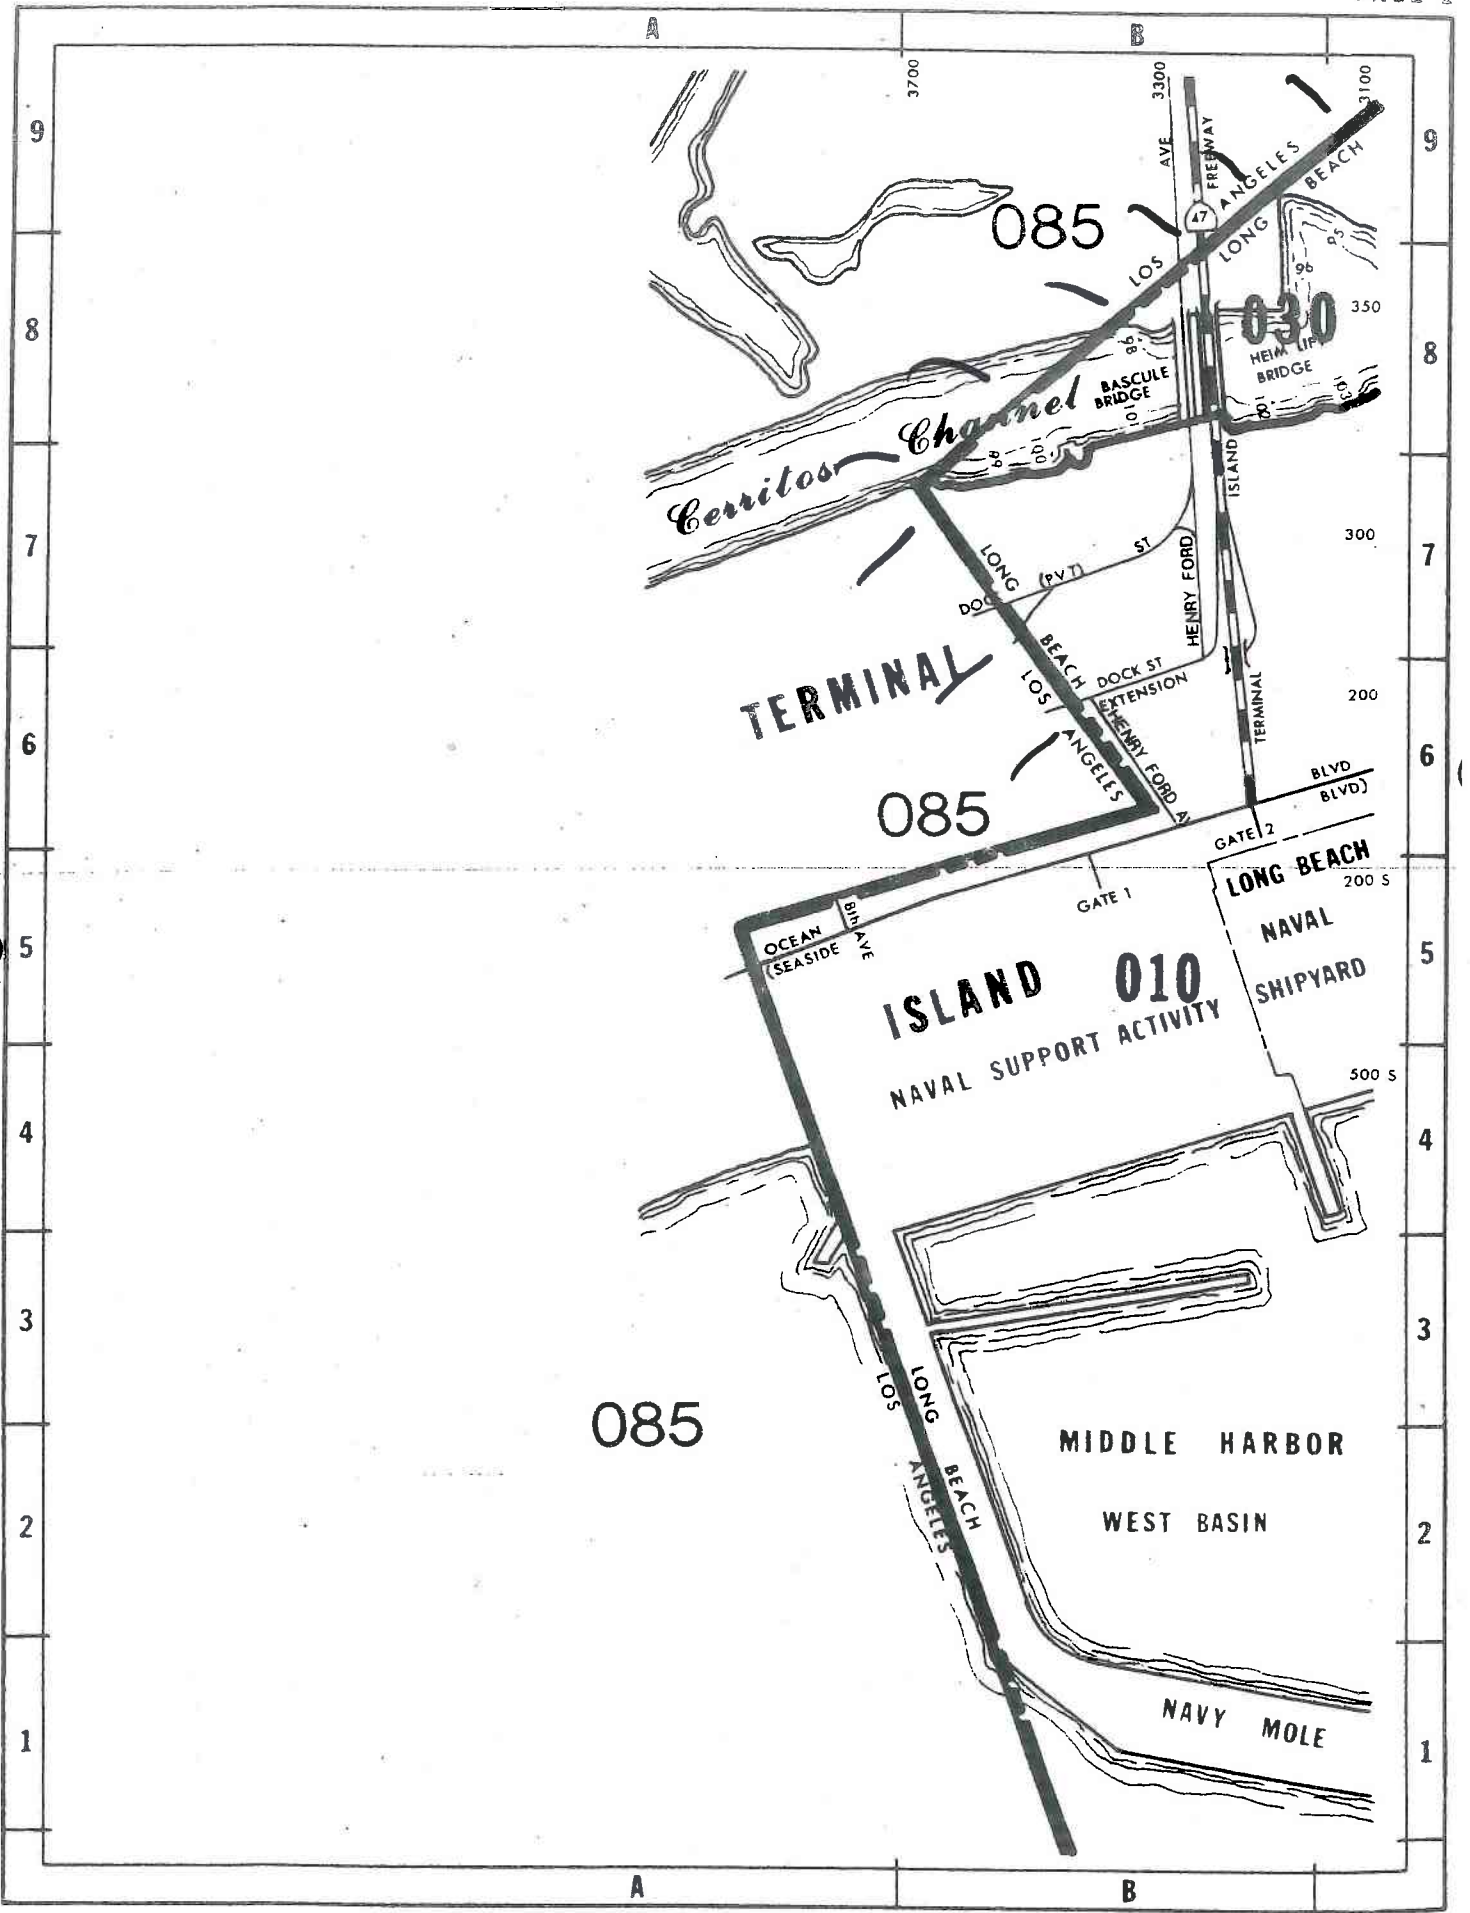 A
B
3700
3300
3100
9
9
AVE
FREEWAY
47
LOS ANGELES
LONG BEACH
085
95
96
030
350
8
8
98
HEIM LIFT
BRIDGE
BASCULE
BRIDGE
101
102
103
Cerritos Channel
99
100
ISLAND
7
7
300
LONG BEACH
DOCK (PVT) ST
HENRY FORD
TERMINAL
LOS ANGELES
DOCK ST
EXTENSION
200
TERMINAL
6
6
HENRY FORD AV
085
BLVD
BLVD)
GATE 2
LONG BEACH
200 S
GATE 1
8th AVE
OCEAN
(SEASIDE
5
5
NAVAL
SHIPYARD
ISLAND
010
NAVAL SUPPORT ACTIVITY
500 S
4
4
3
3
LONG BEACH
LOS ANGELES
085
MIDDLE HARBOR
WEST BASIN
2
2
NAVY MOLE
1
1
A
B